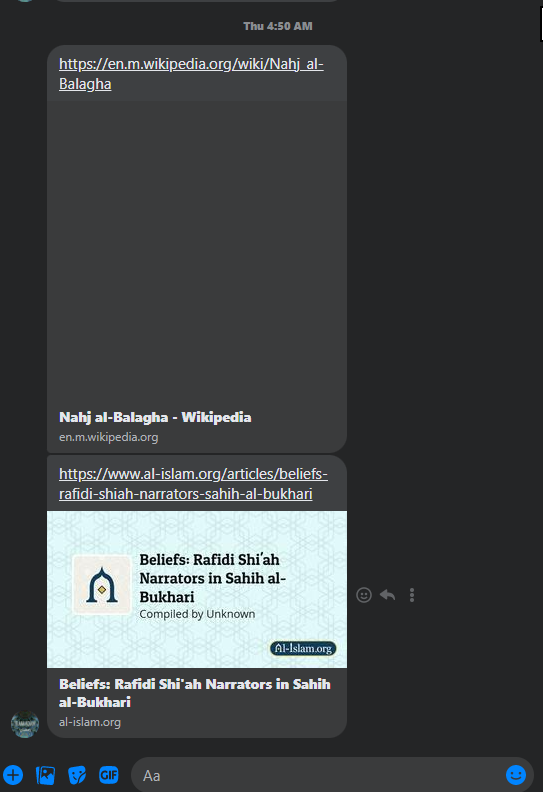 Thu 4:50 AM
https://en.m.wikipedia.org/wiki/Nahj_al-
Balagha
Nahj al-Balagha - Wikipedia
en.m.wikipedia.org
https://www.al-islam.org/articles/beliefs-
rafidi-shiah-narrators-sahih-al-bukhari
Beliefs: Rafidi Shi'ah
Narrators in Sahih al-
Bukhari
Compiled by Unknown
Al-Islam.org
Beliefs: Rafidi Shi'ah Narrators in Sahih
al-Bukhari
al-islam.org
GIF
Aa